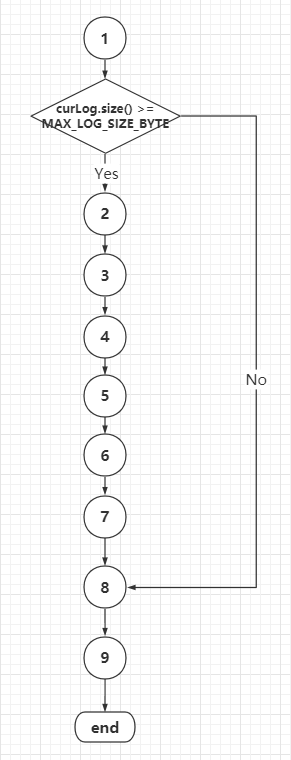 1
curLog.size() >=
MAX_LOG_SIZE_BYTE
Yes
2
3
4
5
No
6
7
8
9
end